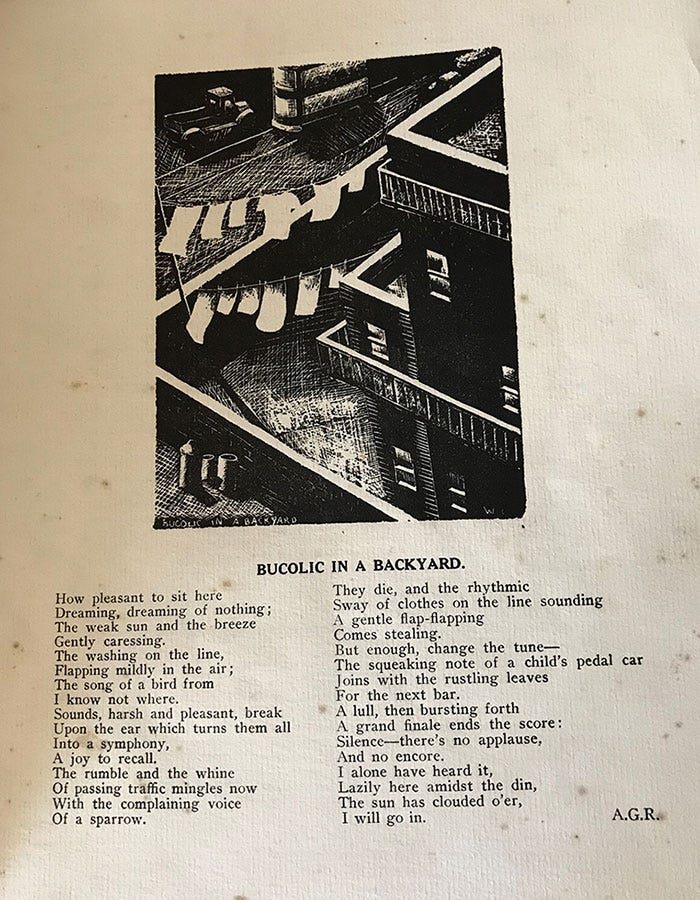 BUCOLIC IN A BACKYARD
W
BUCOLIC IN A BACKYARD.
How pleasant to sit here
Dreaming, dreaming of nothing;
The weak sun and the breeze
Gently caressing.
The washing on the line,
Flapping mildly in the air;
The song of a bird from
I know not where.
Sounds, harsh and pleasant, break
Upon the ear which turns them all
Into a symphony,
A joy to recall.
The rumble and the whine
Of passing traffic mingles now
With the complaining voice
Of a sparrow.
They die, and the rhythmic
Sway of clothes on the line sounding
A gentle flap-flapping
Comes stealing.
But enough, change the tune—
The squeaking note of a child's pedal car
Joins with the rustling leaves
For the next bar.
A lull, then bursting forth
A grand finale ends the score:
Silence—there's no applause,
And no encore.
I alone have heard it,
Lazily here amidst the din,
The sun has clouded o'er,
I will go in.
A.G.R.